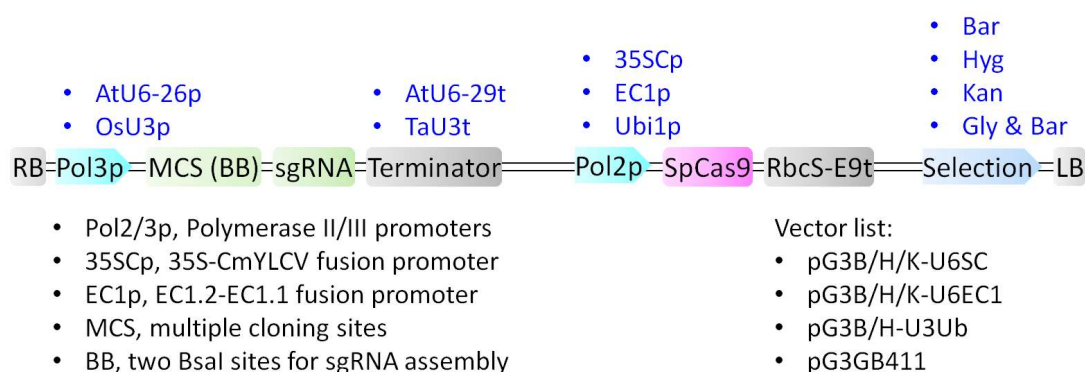 • Bar
• Hyg
• Kan
• Gly & Bar
• 35SCp
• EC1p
• Ubi1p
• AtU6-26p
• OsU3p
• AtU6-29t
• TaU3t
RB Pol3p MCS (BB) sgRNA Terminator Pol2p SpCas9 RbcS-E9t Selection LB
• Pol2/3p, Polymerase II/III promoters
• 35SCp, 35S-CmYLCV fusion promoter
• EC1p, EC1.2-EC1.1 fusion promoter
• MCS, multiple cloning sites
• BB, two BsaI sites for sgRNA assembly
Vector list:
• pG3B/H/K-U6SC
• pG3B/H/K-U6EC1
• pG3B/H-U3Ub
• pG3GB411